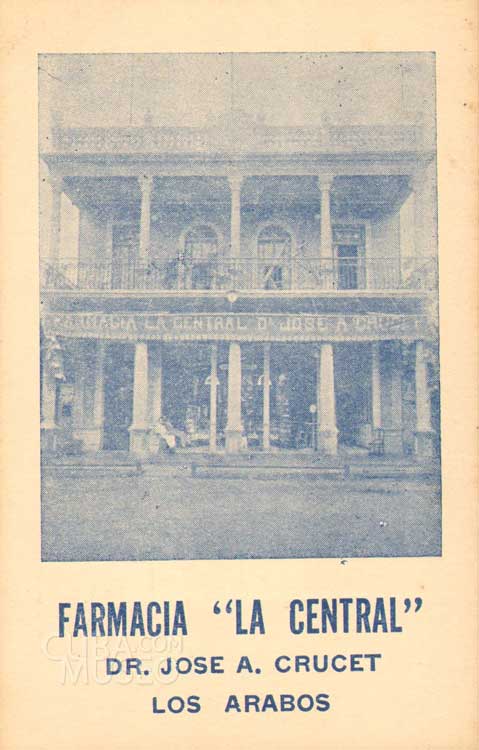 FARMACIA LA CENTRAL DR. JOSE A. CRUCET
FARMACIA “LA CENTRAL”
DR. JOSE A. CRUCET
LOS ARABOS
CUBA.COM
MUSEO